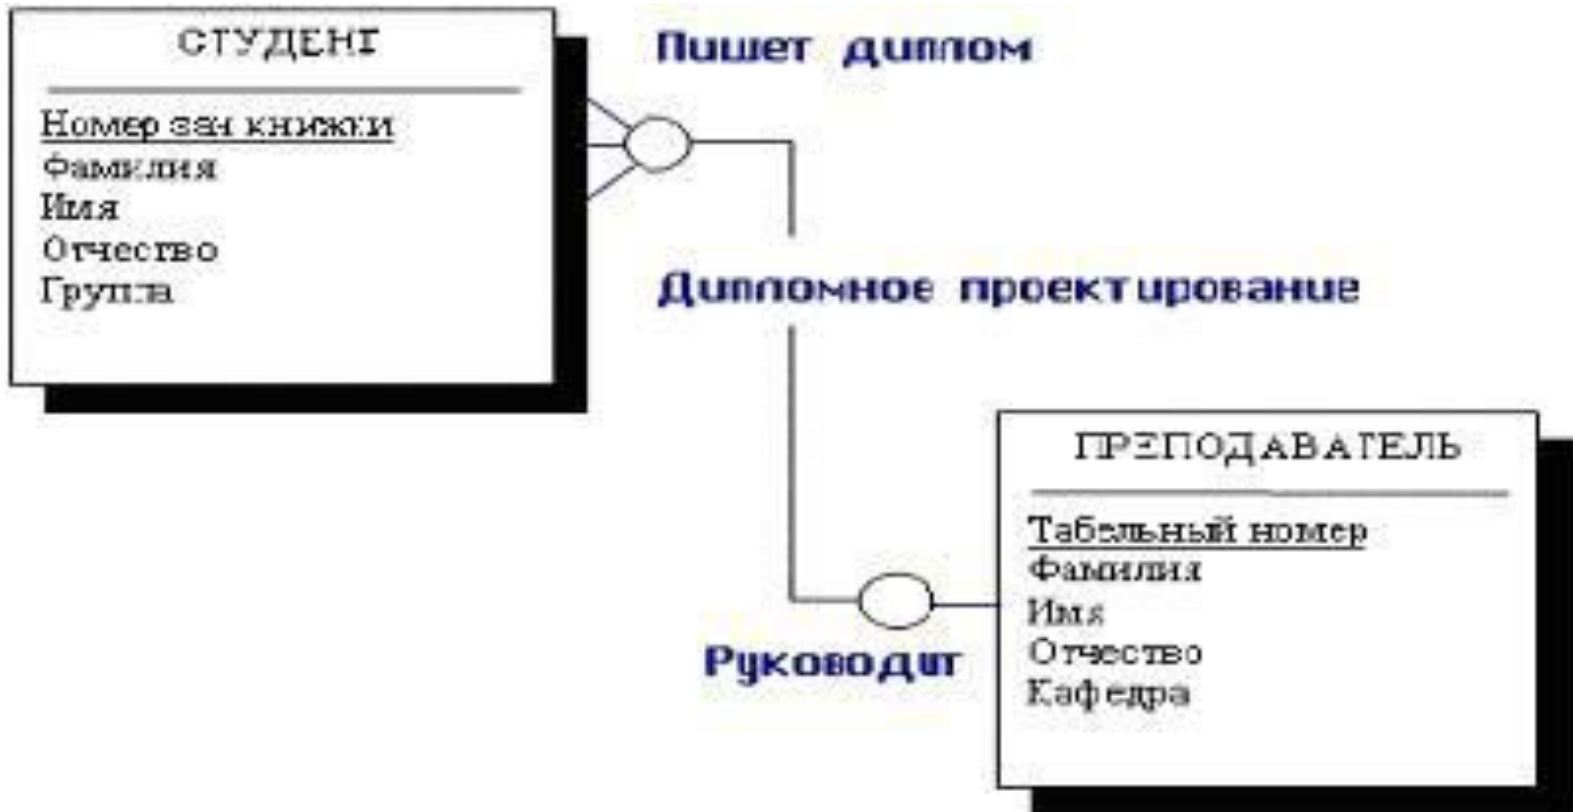 СТУДЕНТ
Номер зач книжки
Фамилия
Имя
Отчество
Группа
Пишет диплом
Дипломное проектирование
Руководит
ПРЕПОДАВАТЕЛЬ
Табельный номер
Фамилия
Имя
Отчество
Кафедра